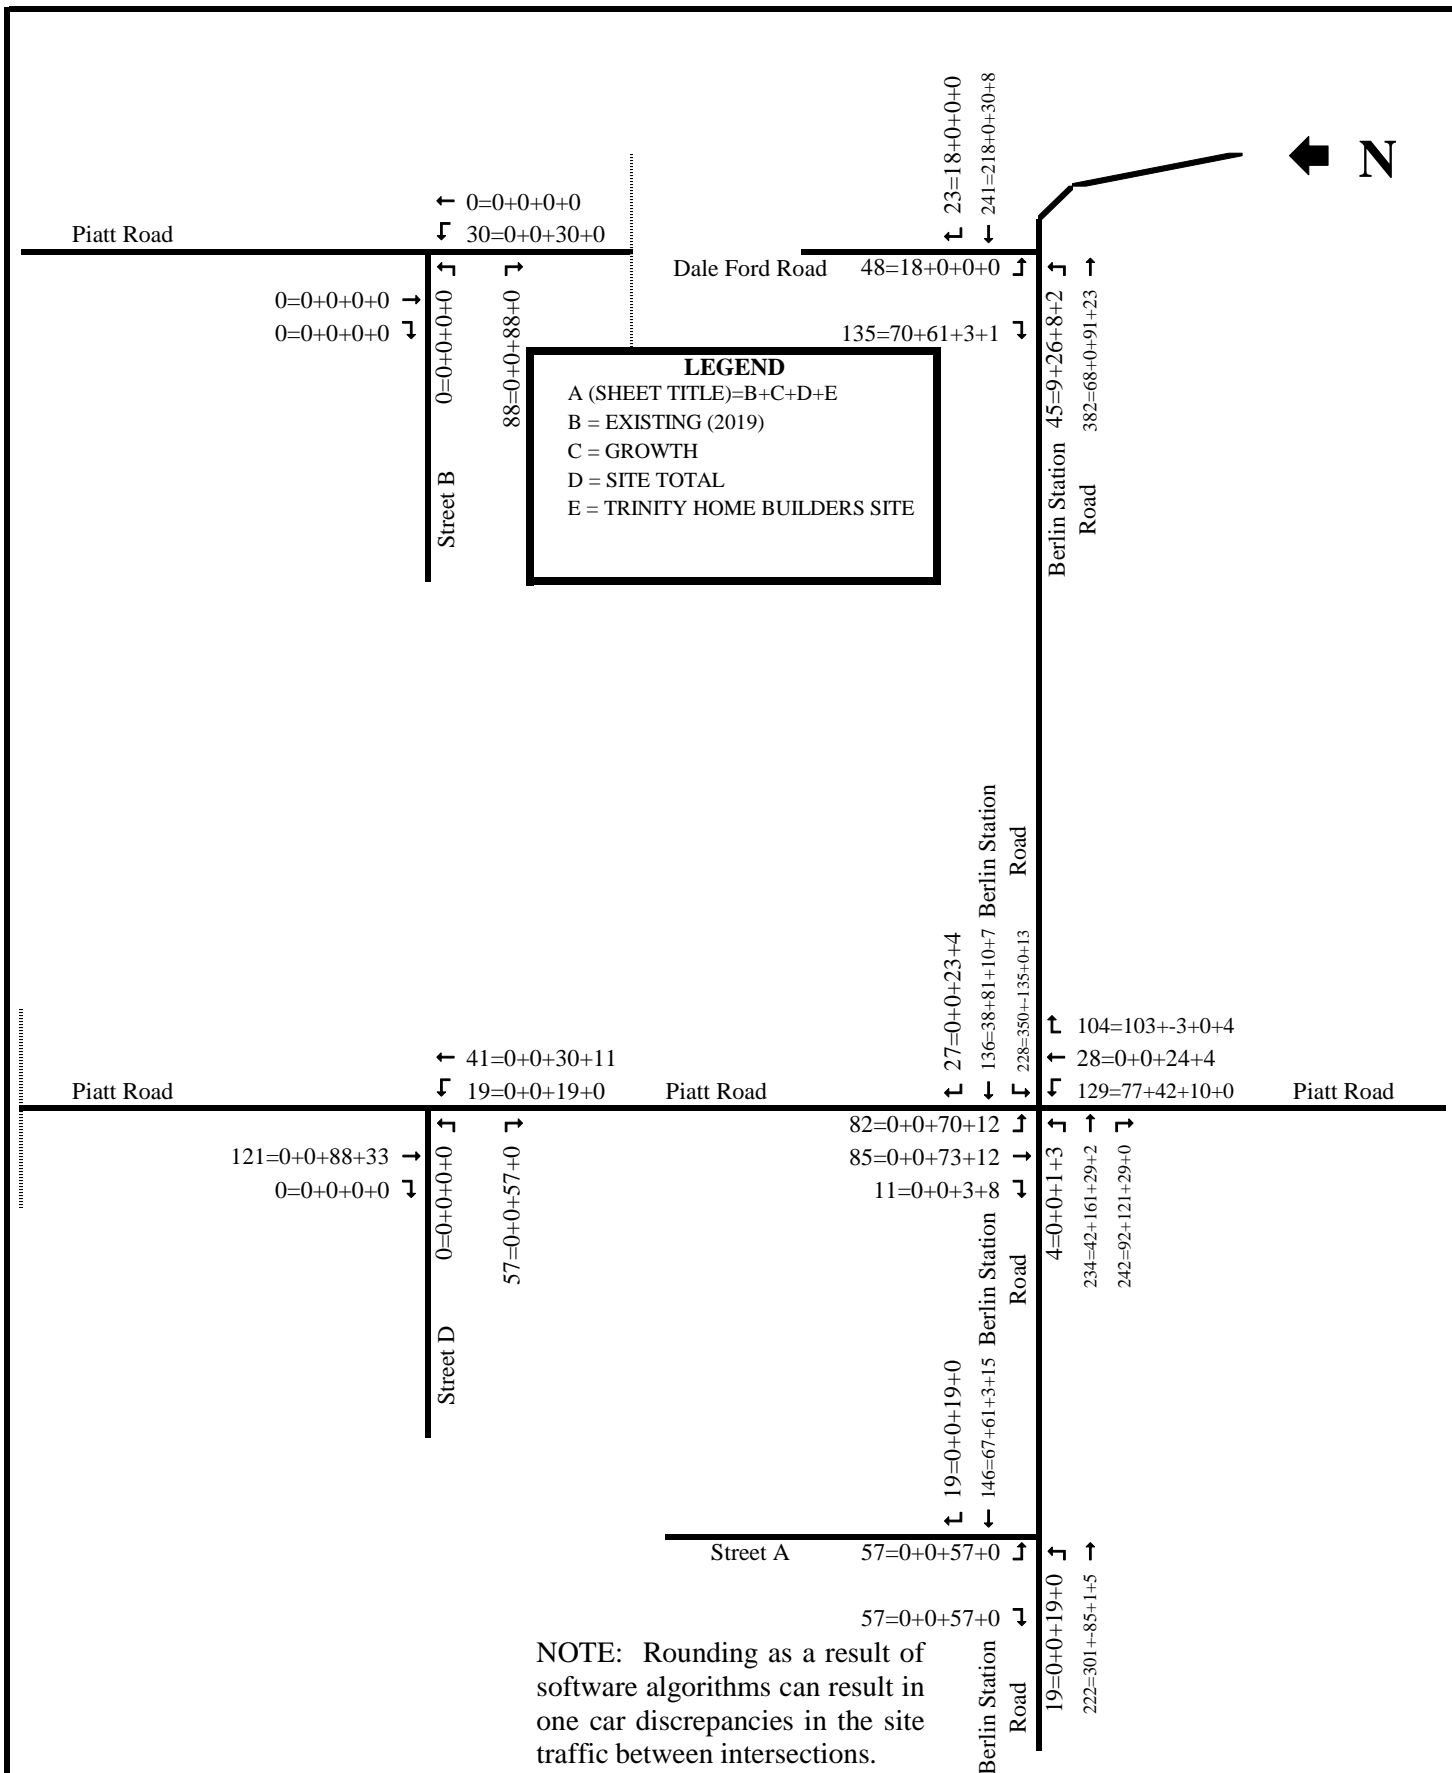 N
23=18+0+0+0
241=218+0+30+8
0=0+0+0+0
30=0+0+30+0
Piatt Road
0=0+0+0+0
0=0+0+0+0
0=0+0+0+0
88=0+0+88+0
Street B
Dale Ford Road
48=18+0+0+0
135=70+61+3+1
45=9+26+8+2
382=68+0+91+23
Berlin Station
Road
LEGEND
A (SHEET TITLE)=B+C+D+E
B = EXISTING (2019)
C = GROWTH
D = SITE TOTAL
E = TRINITY HOME BUILDERS SITE
Berlin Station
Road
27=0+0+23+4
136=38+81+10+7
228=350+-135+0+13
104=103+-3+0+4
28=0+0+24+4
129=77+42+10+0
Piatt Road
41=0+0+30+11
19=0+0+19+0
Piatt Road
Piatt Road
121=0+0+88+33
0=0+0+0+0
0=0+0+0+0
57=0+0+57+0
Street D
82=0+0+70+12
85=0+0+73+12
11=0+0+3+8
4=0+0+1+3
234=42+161+29+2
242=92+121+29+0
Berlin Station
Road
19=0+0+19+0
146=67+61+3+15
Street A
57=0+0+57+0
57=0+0+57+0
19=0+0+19+0
222=301+-85+1+5
Berlin Station
Road
NOTE: Rounding as a result of
software algorithms can result in
one car discrepancies in the site
traffic between intersections.